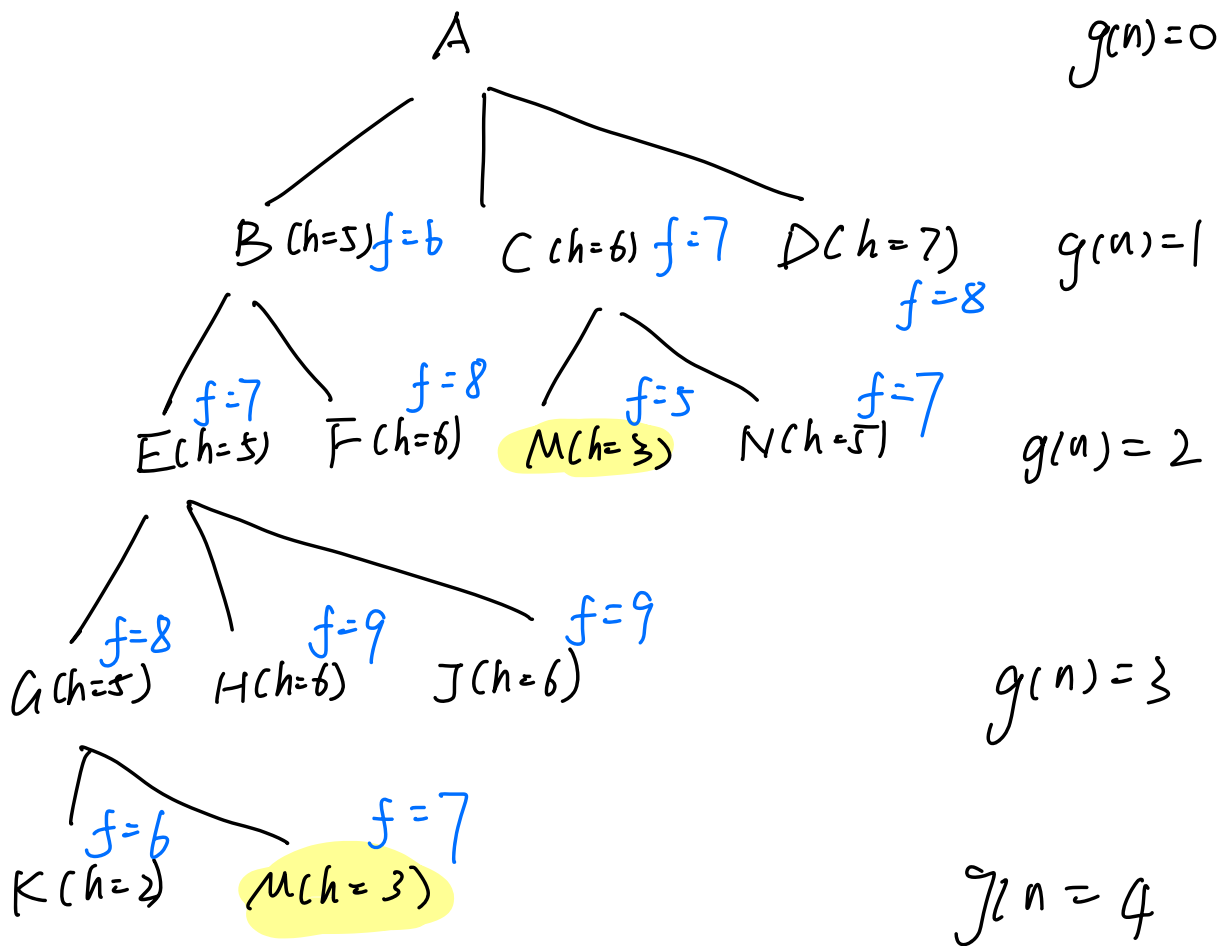 A g(n)=0
B (h=5) f=6 C (h=6) f=7 D(h=7) g(n)=1
f=8
f=7 f=8 f=5 f=7
E(h=5) F(h=6) M(h=3) N(h=5) g(n)=2
f=8 f=9 f=9
G(h=5) H(h=6) J(h=6) g(n)=3
f=6 f=7
K(h=2) M(h=3) g(n=4